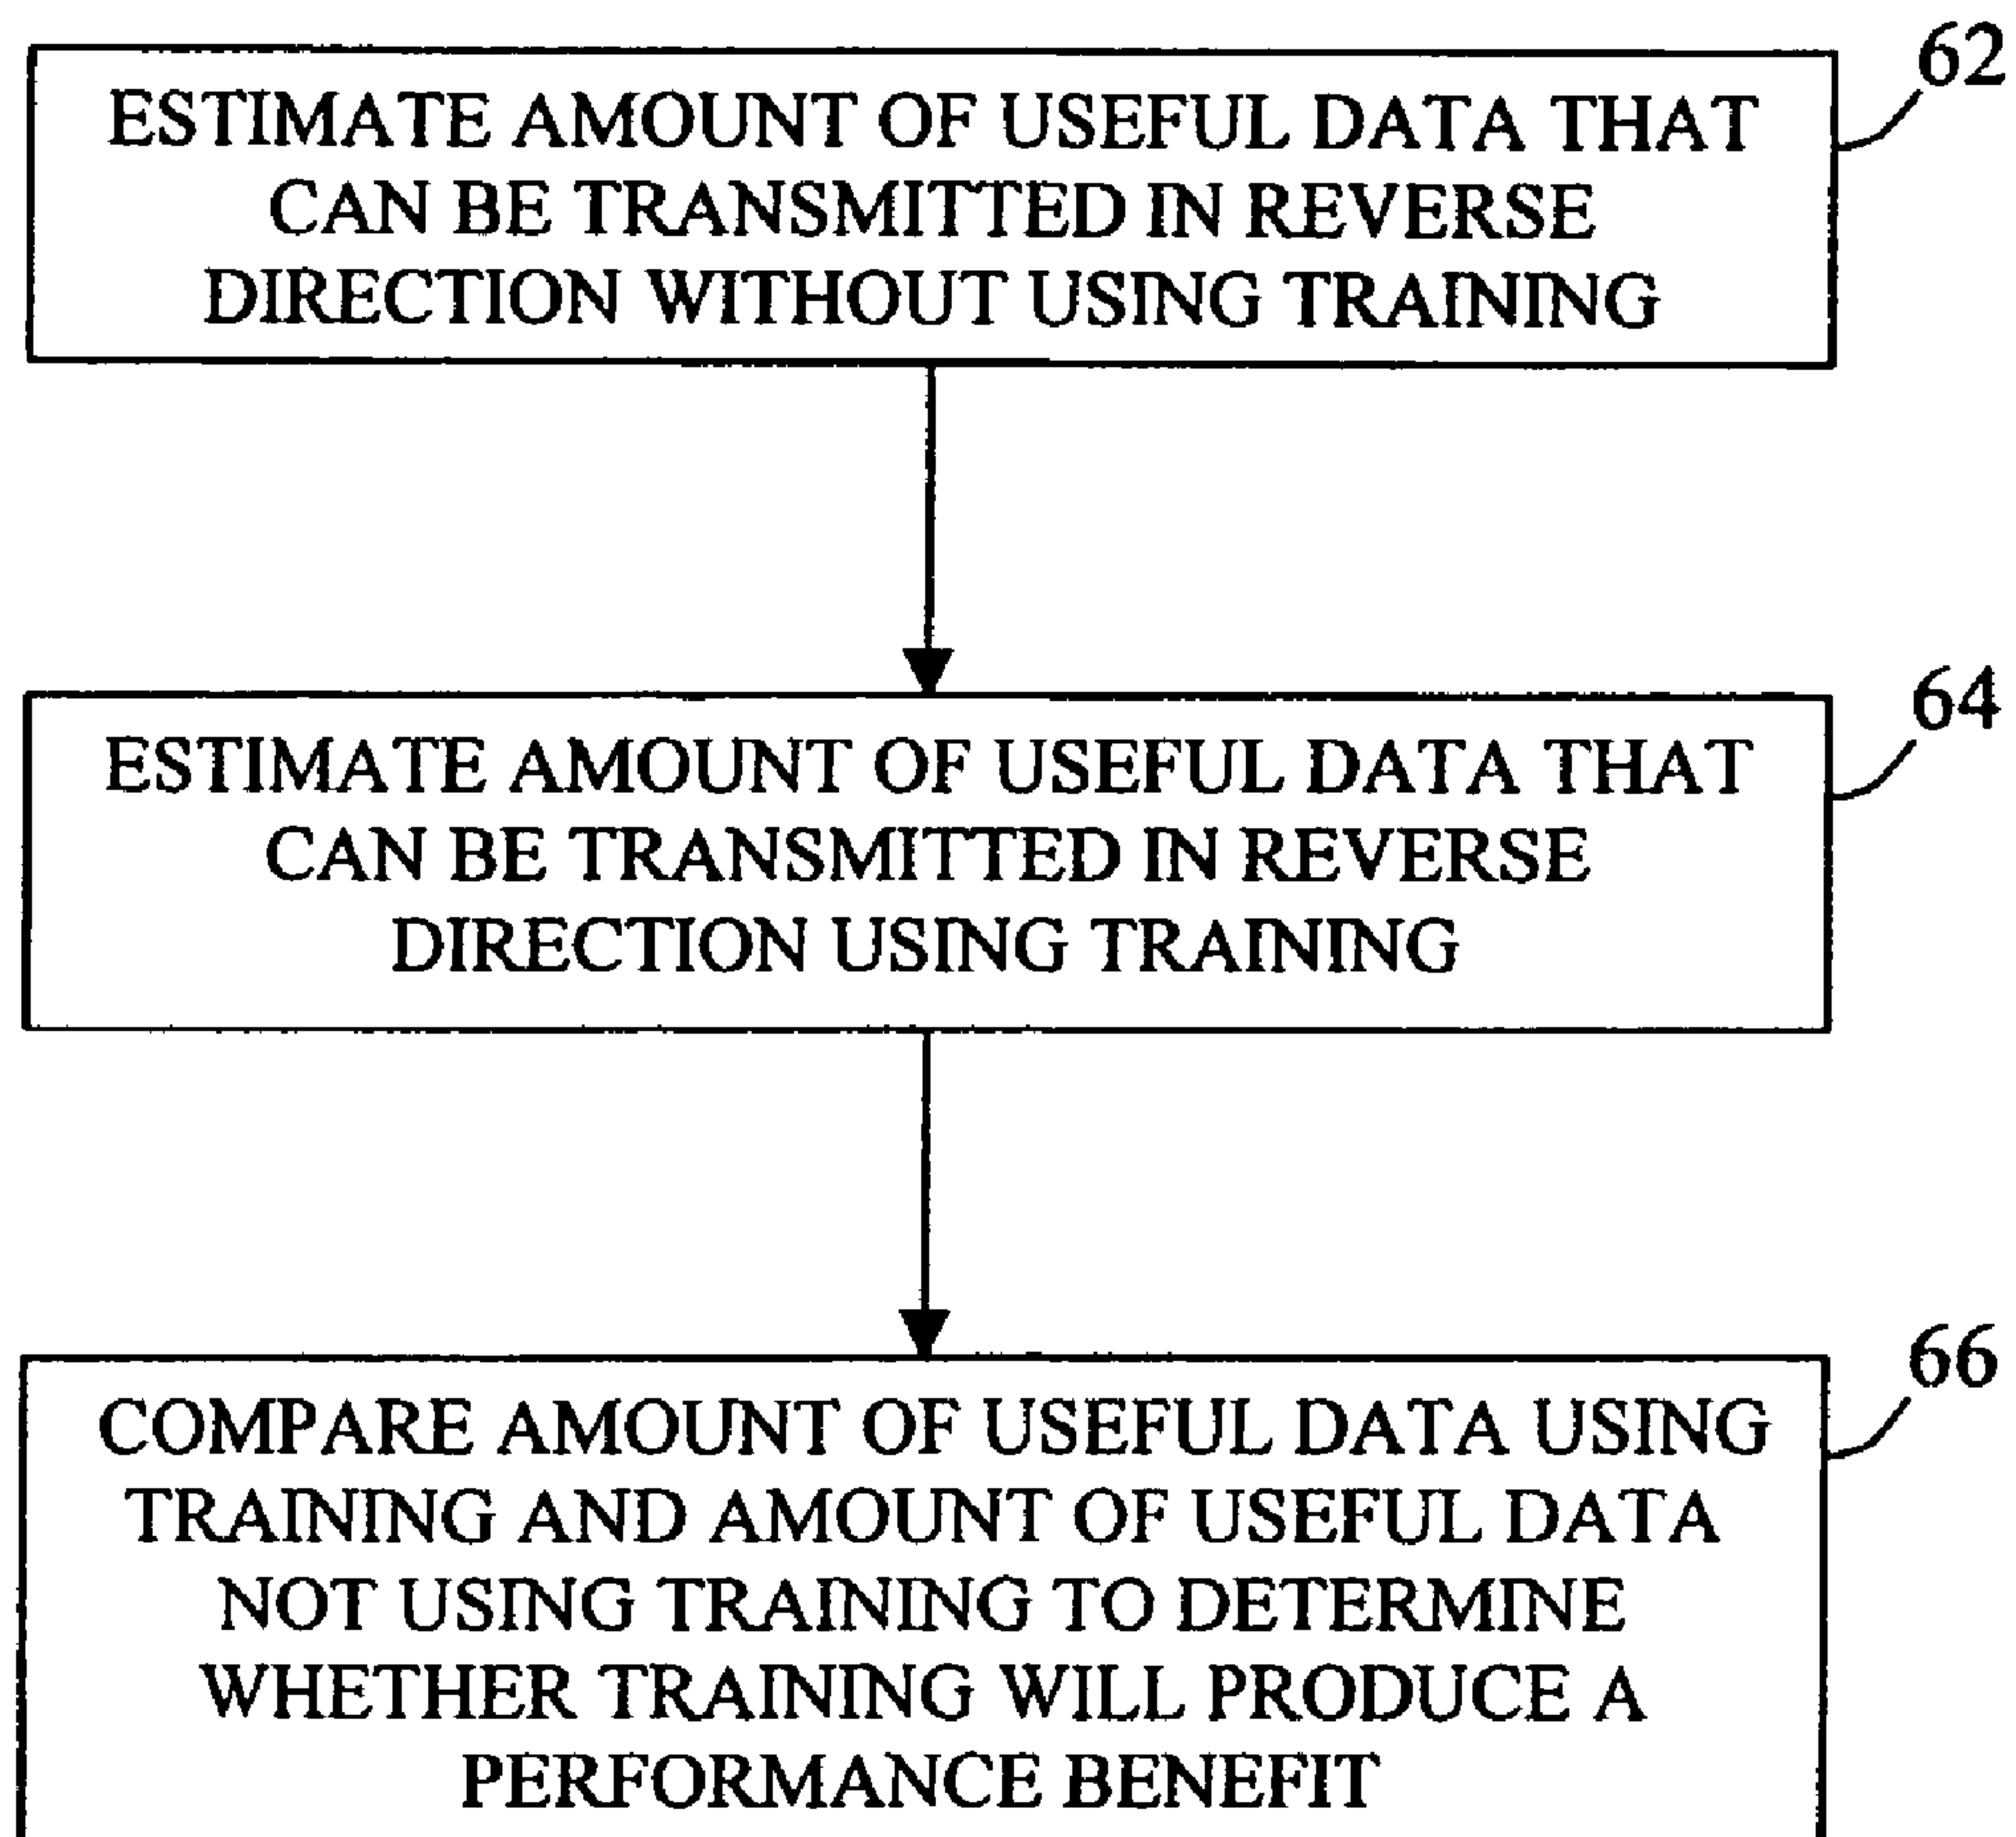 62
ESTIMATE AMOUNT OF USEFUL DATA THAT
CAN BE TRANSMITTED IN REVERSE
DIRECTION WITHOUT USING TRAINING
64
ESTIMATE AMOUNT OF USEFUL DATA THAT
CAN BE TRANSMITTED IN REVERSE
DIRECTION USING TRAINING
66
COMPARE AMOUNT OF USEFUL DATA USING
TRAINING AND AMOUNT OF USEFUL DATA
NOT USING TRAINING TO DETERMINE
WHETHER TRAINING WILL PRODUCE A
PERFORMANCE BENEFIT